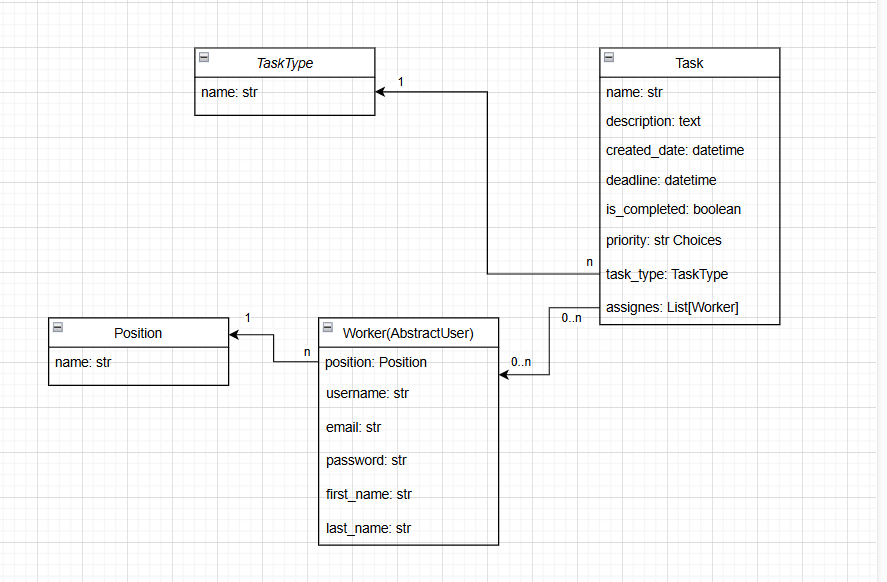 TaskType
name: str
1
Task
name: str
description: text
created_date: datetime
deadline: datetime
is_completed: boolean
priority: str Choices
n
task_type: TaskType
assignes: List[Worker]
0..n
Position
name: str
1
n
Worker(AbstractUser)
position: Position
username: str
email: str
password: str
first_name: str
last_name: str
0..n